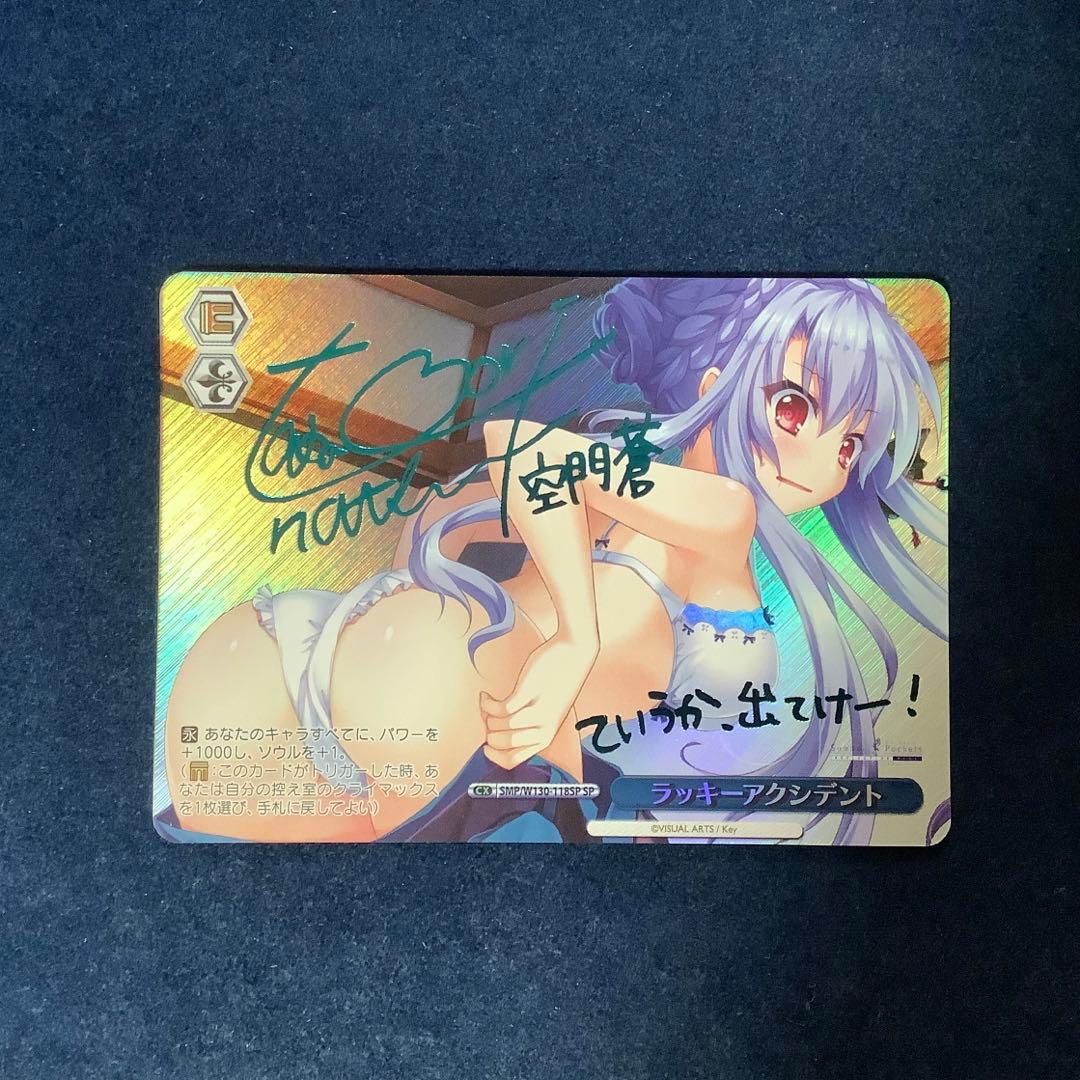 空門蒼
ていうか、出てけー!
永 あなたのキャラすべてに、パワーを
+1000し、ソウルを+1。
(:このカードがトリガーした時、あ
なたは自分の控え室のクライマックス
を1枚選び、手札に戻してよい)
CX SMP/W130-118SP SP
Summer Pockets
ラッキーアクシデント
©VISUAL ARTS / Key